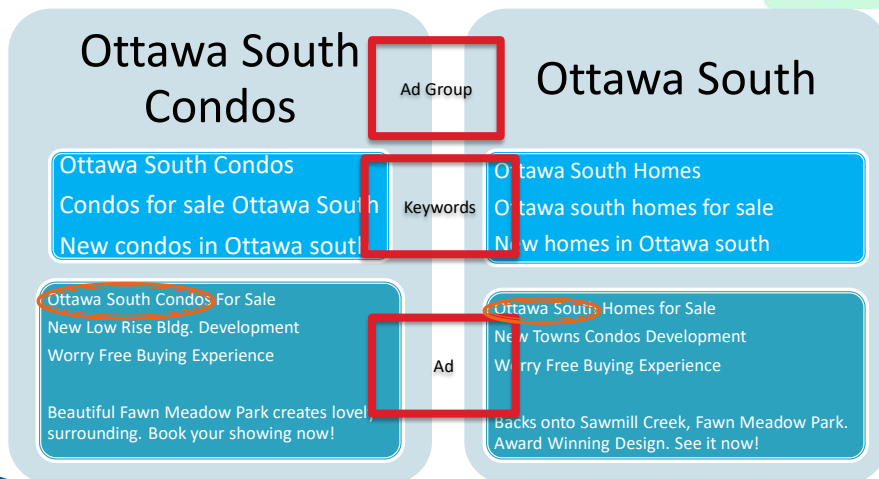 Ottawa South
Condos
Ottawa South Condos
Condos for sale Ottawa South
New condos in Ottawa south
Ottawa South Condos For Sale
New Low Rise Bldg. Development
Worry Free Buying Experience
Beautiful Fawn Meadow Park creates lovely
surrounding. Book your showing now!
Ad Group
Keywords
Ad
Ottawa South
Ottawa South Homes
Ottawa south homes for sale
New homes in Ottawa south
Ottawa South Homes for Sale
New Towns Condos Development
Worry Free Buying Experience
Backs onto Sawmill Creek, Fawn Meadow Park.
Award Winning Design. See it now!